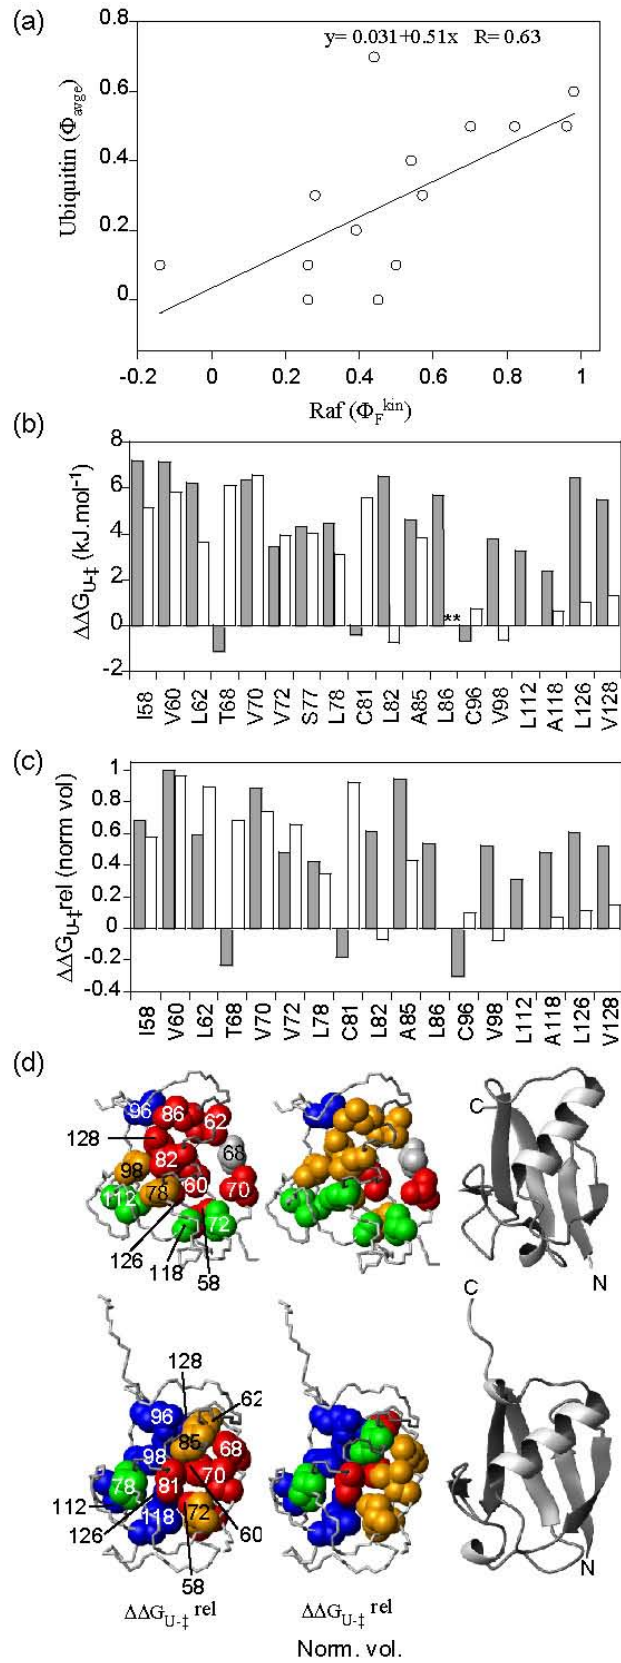 (a)
y= 0.031+0.51x R= 0.63
0.8
0.6
0.4
0.2
0
Ubiquitin (Φavge)
-0.2 0 0.2 0.4 0.6 0.8 1
Raf (ΦF^kin)
(b)
8
6
4
2
0
-2
ΔΔG_U-‡ (kJ.mol⁻¹)
**
I58 V60 L62 T68 V70 V72 S77 L78 C81 L82 A85 L86 C96 V98 L112 A118 L126 V128
(c)
1
0.8
0.6
0.4
0.2
0
-0.2
-0.4
ΔΔG_U-‡rel (norm vol)
I58 V60 L62 T68 V70 V72 L78 C81 L82 A85 L86 C96 V98 L112 A118 L126 V128
(d)
96 86 62
128 68
98 82 60 70
112 78 72
126 118 58
C
N
128 62
96 85 68
98 70
78 81
112 72
126 118 60
58
C
N
ΔΔG_U-‡ rel ΔΔG_U-‡ rel
Norm. vol.